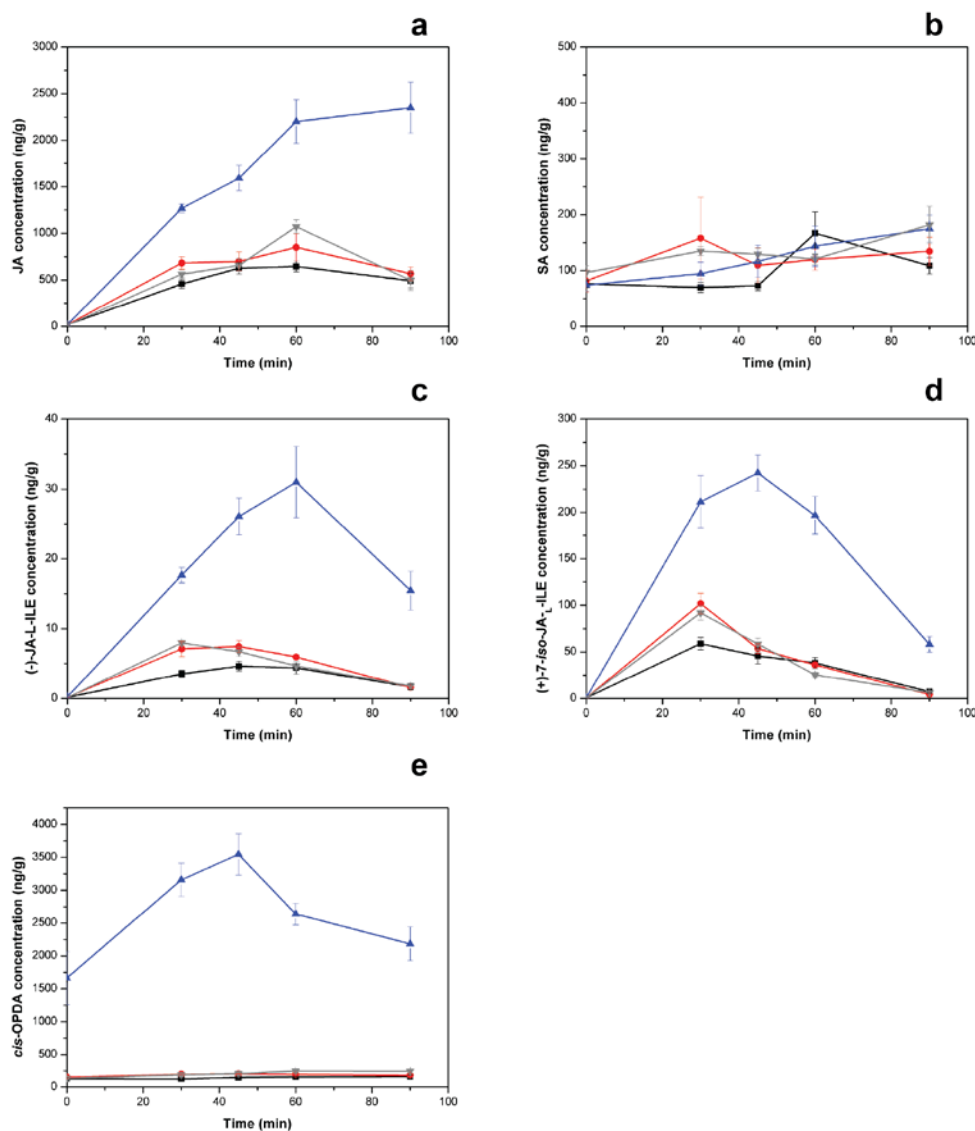 a
3000
2500
2000
1500
1000
500
0
JA concentration (ng/g)
0 20 40 60 80 100
Time (min)
b
500
400
300
200
100
0
SA concentration (ng/g)
0 20 40 60 80 100
Time (min)
c
40
30
20
10
0
(-)-JA-L-ILE concentration (ng/g)
0 20 40 60 80 100
Time (min)
d
300
250
200
150
100
50
0
(+)-7-iso-JA-L-ILE concentration (ng/g)
0 20 40 60 80 100
Time (min)
e
4000
3500
3000
2500
2000
1500
1000
500
0
cis-OPDA concentration (ng/g)
0 20 40 60 80 100
Time (min)